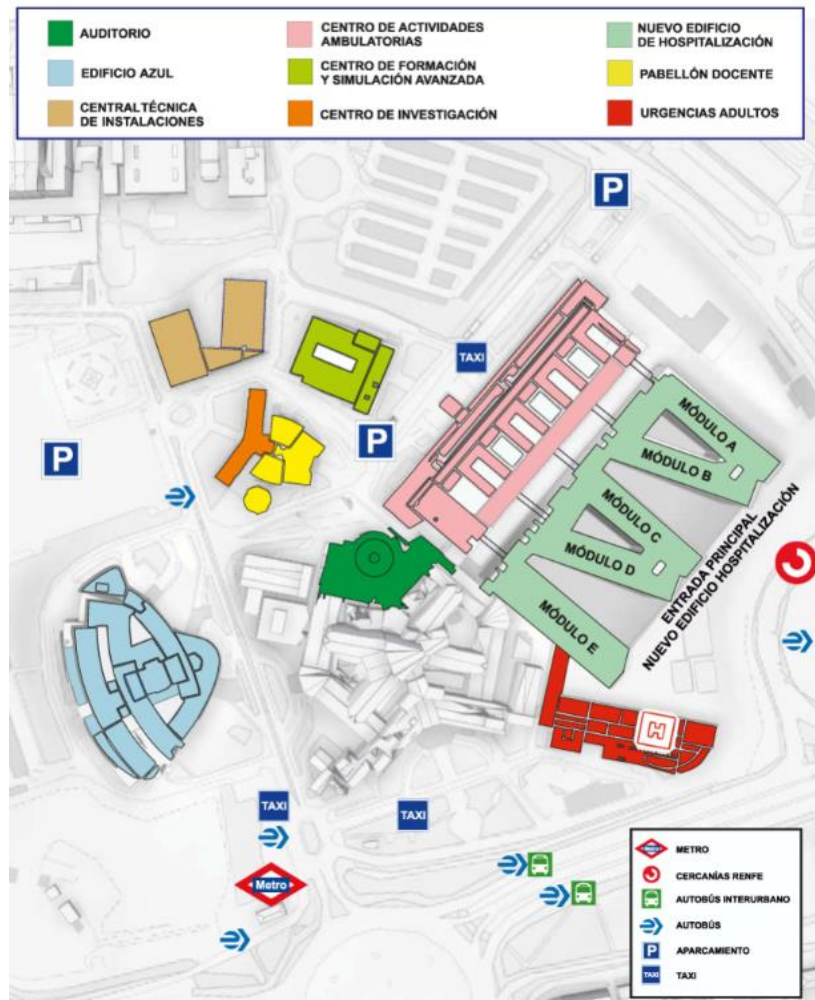 AUDITORIO
EDIFICIO AZUL
CENTRALTÉCNICA
DE INSTALACIONES
CENTRO DE ACTIVIDADES
AMBULATORIAS
CENTRO DE FORMACIÓN
Y SIMULACIÓN AVANZADA
CENTRO DE INVESTIGACIÓN
NUEVO EDIFICIO
DE HOSPITALIZACIÓN
PABELLÓN DOCENTE
URGENCIAS ADULTOS
P
TAXI
P
P
MÓDULO A
MÓDULO B
MÓDULO C
MÓDULO D
MÓDULO E
ENTRADA PRINCIPAL
NUEVO EDIFICIO HOSPITALIZACIÓN
H
TAXI
TAXI
Metro
Metro
METRO
CERCANÍAS RENFE
AUTOBÚS INTERURBANO
AUTOBÚS
P
APARCAMIENTO
TAXI
TAXI